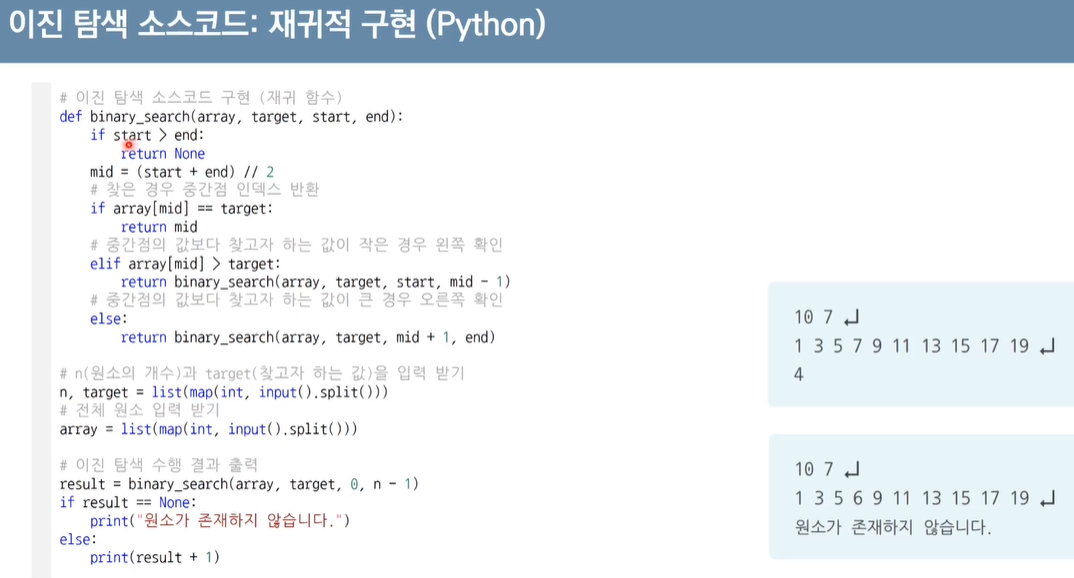 이진 탐색 소스코드: 재귀적 구현 (Python)
# 이진 탐색 소스코드 구현 (재귀 함수)
def binary_search(array, target, start, end):
    if start > end:
        return None
    mid = (start + end) // 2
    # 찾은 경우 중간점 인덱스 반환
    if array[mid] == target:
        return mid
    # 중간점의 값보다 찾고자 하는 값이 작은 경우 왼쪽 확인
    elif array[mid] > target:
        return binary_search(array, target, start, mid - 1)
    # 중간점의 값보다 찾고자 하는 값이 큰 경우 오른쪽 확인
    else:
        return binary_search(array, target, mid + 1, end)
# n(원소의 개수)과 target(찾고자 하는 값)을 입력 받기
n, target = list(map(int, input().split()))
# 전체 원소 입력 받기
array = list(map(int, input().split()))
# 이진 탐색 수행 결과 출력
result = binary_search(array, target, 0, n - 1)
if result == None:
    print("원소가 존재하지 않습니다.")
else:
    print(result + 1)
10 7 ↵
1 3 5 7 9 11 13 15 17 19 ↵
4
10 7 ↵
1 3 5 6 9 11 13 15 17 19 ↵
원소가 존재하지 않습니다.